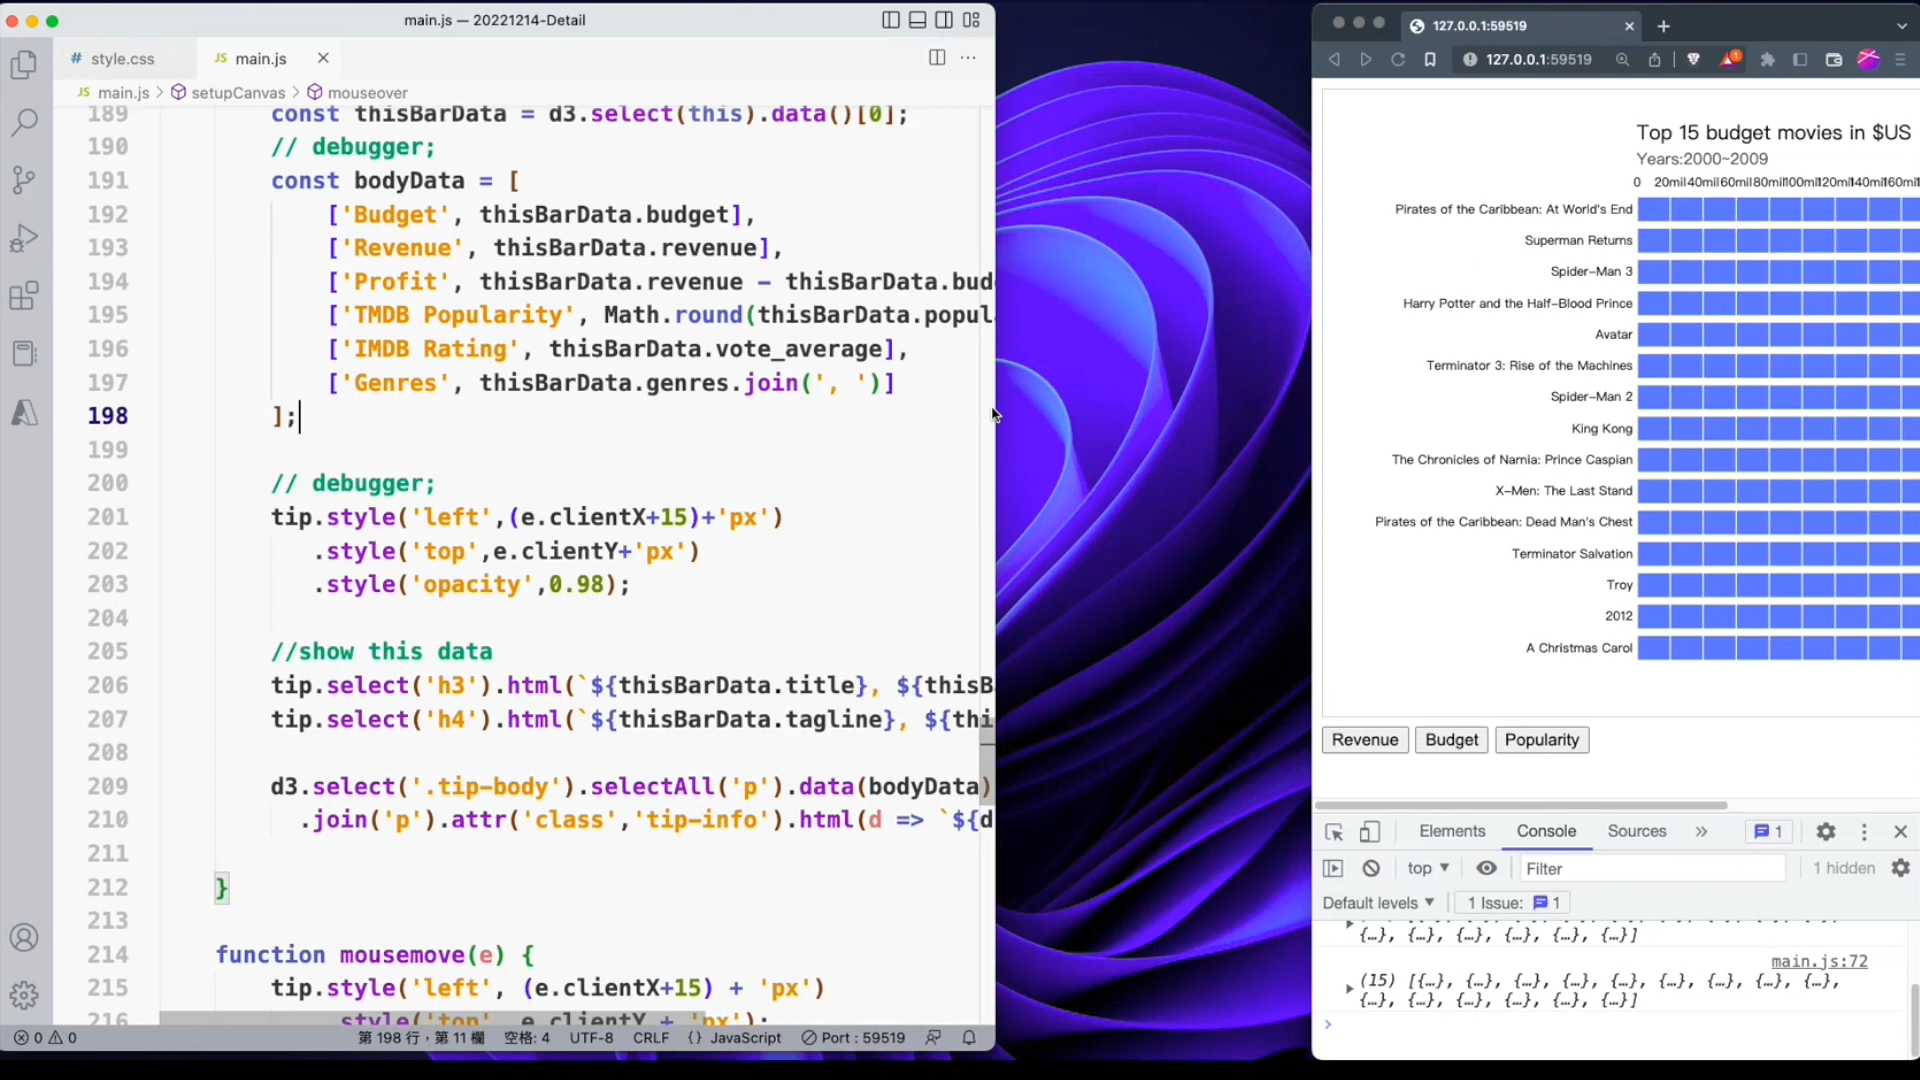 main.js — 20221214-Detail
# style.css
JS main.js
JS main.js > setupCanvas > mouseover
189 const thisBarData = d3.select(this).data()[0];
190 // debugger;
191 const bodyData = [
192 ['Budget', thisBarData.budget],
193 ['Revenue', thisBarData.revenue],
194 ['Profit', thisBarData.revenue - thisBarData.bud
195 ['TMDB Popularity', Math.round(thisBarData.popul
196 ['IMDB Rating', thisBarData.vote_average],
197 ['Genres', thisBarData.genres.join(', ')]
198 ];
199
200 // debugger;
201 tip.style('left',(e.clientX+15)+'px')
202 .style('top',e.clientY+'px')
203 .style('opacity',0.98);
204
205 //show this data
206 tip.select('h3').html(`${thisBarData.title}, ${thisB
207 tip.select('h4').html(`${thisBarData.tagline}, ${thi
208
209 d3.select('.tip-body').selectAll('p').data(bodyData)
210 .join('p').attr('class','tip-info').html(d => `${d
211
212 }
213
214 function mousemove(e) {
215 tip.style('left', (e.clientX+15) + 'px')
216 .style('top', e.clientY + 'px');
0 0 第 198 行，第 11 欄 空格: 4 UTF-8 CRLF {} JavaScript Port : 59519
127.0.0.1:59519
127.0.0.1:59519 1
Top 15 budget movies in $US
Years:2000~2009
0 20mil 40mil 60mil 80mil 100mil 120mil 140mil 160mil
Pirates of the Caribbean: At World's End
Superman Returns
Spider-Man 3
Harry Potter and the Half-Blood Prince
Avatar
Terminator 3: Rise of the Machines
Spider-Man 2
King Kong
The Chronicles of Narnia: Prince Caspian
X-Men: The Last Stand
Pirates of the Caribbean: Dead Man's Chest
Terminator Salvation
Troy
2012
A Christmas Carol
Revenue Budget Popularity
Elements Console Sources » 1
top Filter 1 hidden
Default levels 1 Issue: 1
{…}, {…}, {…}, {…}, {…}, {…}]
main.js:72
(15) [{…}, {…}, {…}, {…}, {…}, {…}, {…}, {…}, {…},
{…}, {…}, {…}, {…}, {…}, {…}]
>